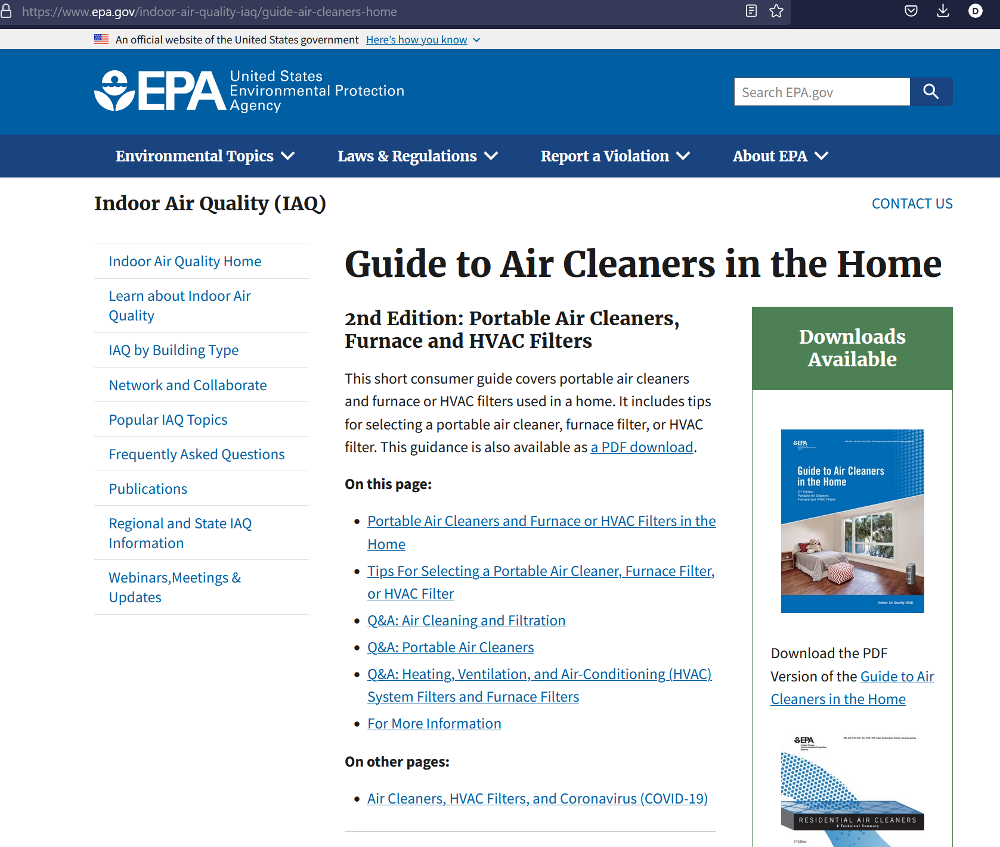 https://www.epa.gov/indoor-air-quality-iaq/guide-air-cleaners-home
D
An official website of the United States government Here's how you know
EPA United States
Environmental Protection
Agency
Search EPA.gov
Environmental Topics
Laws & Regulations
Report a Violation
About EPA
Indoor Air Quality (IAQ)
CONTACT US
Indoor Air Quality Home
Learn about Indoor Air
Quality
IAQ by Building Type
Network and Collaborate
Popular IAQ Topics
Frequently Asked Questions
Publications
Regional and State IAQ
Information
Webinars,Meetings &
Updates
Guide to Air Cleaners in the Home
2nd Edition: Portable Air Cleaners,
Furnace and HVAC Filters
This short consumer guide covers portable air cleaners
and furnace or HVAC filters used in a home. It includes tips
for selecting a portable air cleaner, furnace filter, or HVAC
filter. This guidance is also available as a PDF download.
On this page:
• Portable Air Cleaners and Furnace or HVAC Filters in the
Home
• Tips For Selecting a Portable Air Cleaner, Furnace Filter,
or HVAC Filter
• Q&A: Air Cleaning and Filtration
• Q&A: Portable Air Cleaners
• Q&A: Heating, Ventilation, and Air-Conditioning (HVAC)
System Filters and Furnace Filters
• For More Information
On other pages:
• Air Cleaners, HVAC Filters, and Coronavirus (COVID-19)
Downloads
Available
EPA
Guide to Air Cleaners
in the Home
2nd Edition
Portable Air Cleaners
Furnace and HVAC Filters
Indoor Air Quality (IAQ)
Download the PDF
Version of the Guide to Air
Cleaners in the Home
EPA
United States
Environmental Protection
Agency
RESIDENTIAL AIR CLEANERS
A Technical Summary
3rd Edition